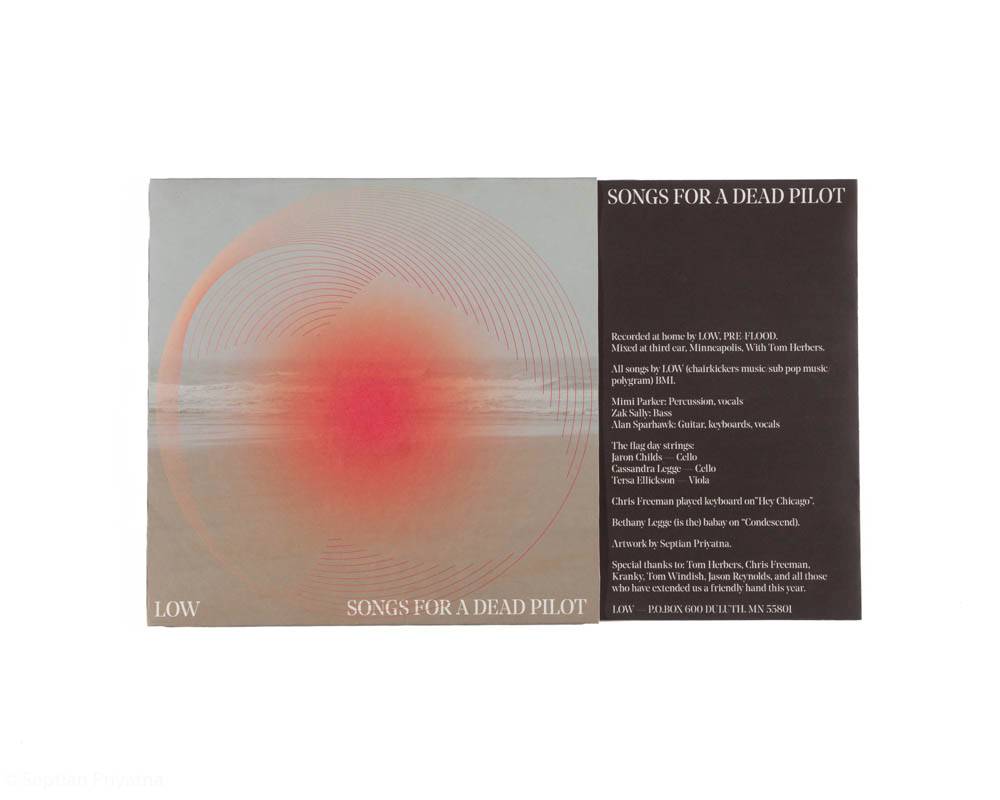 LOW
SONGS FOR A DEAD PILOT
SONGS FOR A DEAD PILOT
Recorded at home by LOW, PRE-FLOOD.
Mixed at third ear, Minneapolis, With Tom Herbers.
All songs by LOW (chairkickers music/sub pop music/
polygram) BMI.
Mimi Parker: Percussion, vocals
Zak Sally: Bass
Alan Sparhawk: Guitar, keyboards, vocals
The flag day strings:
Jaron Childs — Cello
Cassandra Legge — Cello
Tersa Ellickson — Viola
Chris Freeman played keyboard on"Hey Chicago".
Bethany Legge (is the) babay on "Condescend).
Artwork by Septian Priyatna.
Special thanks to: Tom Herbers, Chris Freeman,
Kranky, Tom Windish, Jason Reynolds, and all those
who have extended us a friendly hand this year.
LOW — P.O.BOX 600 DULUTH, MN 55801
© Septian Priyatna